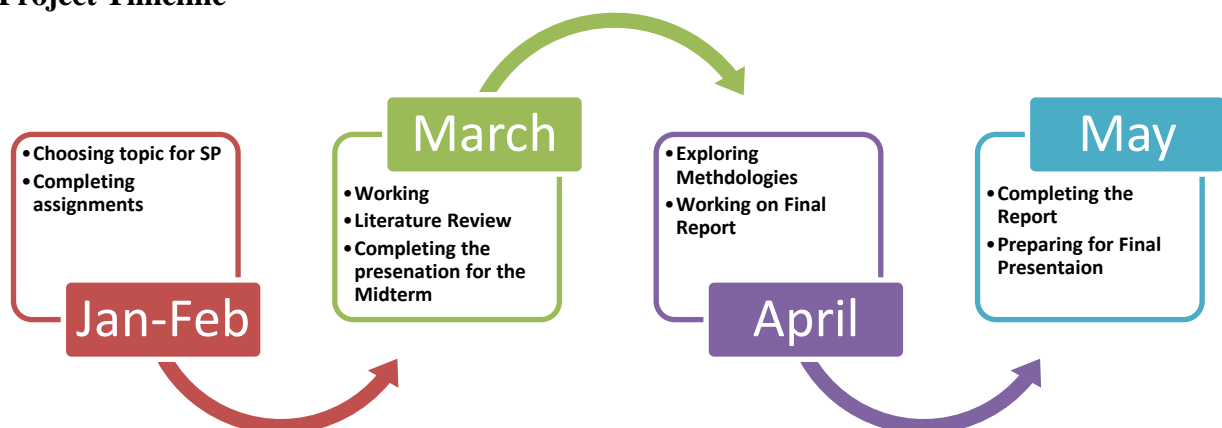 Project Timeline
•Choosing topic for SP
•Completing
assignments
Jan-Feb
March
•Working
•Literature Review
•Completing the
presenation for the
Midterm
•Exploring
Methdologies
•Working on Final
Report
April
May
•Completing the
Report
•Preparing for Final
Presentaion